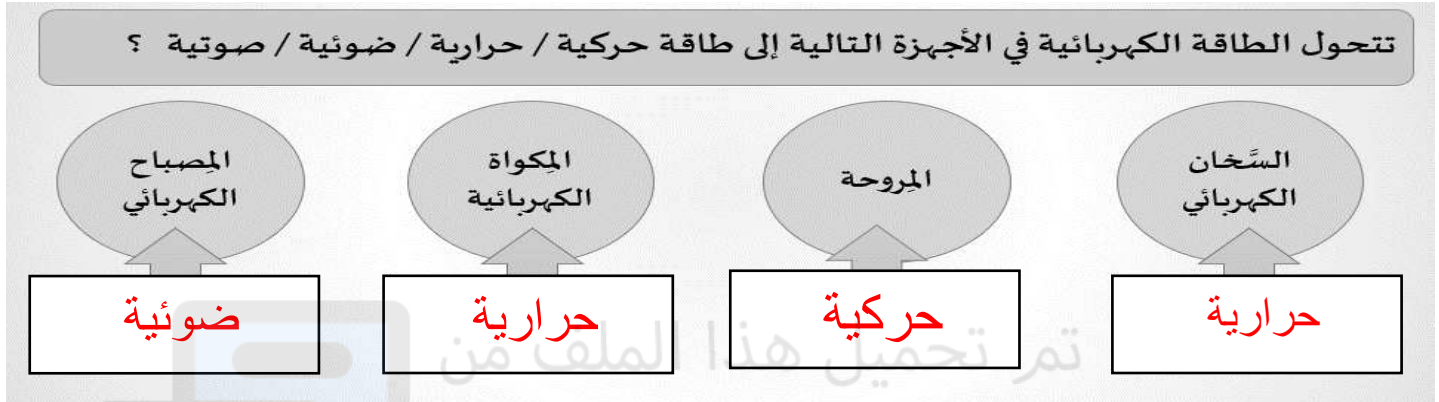 تتحول الطاقة الكهربائية في الأجهزة التالية إلى طاقة حركية / حرارية / ضوئية / صوتية ؟
السَّخان
الكهربائي
المِروحة
المِكواة
الكهربائية
المِصباح
الكهربائي
حرارية
حركية
حرارية
ضوئية
تم تحميل هذا الملف من